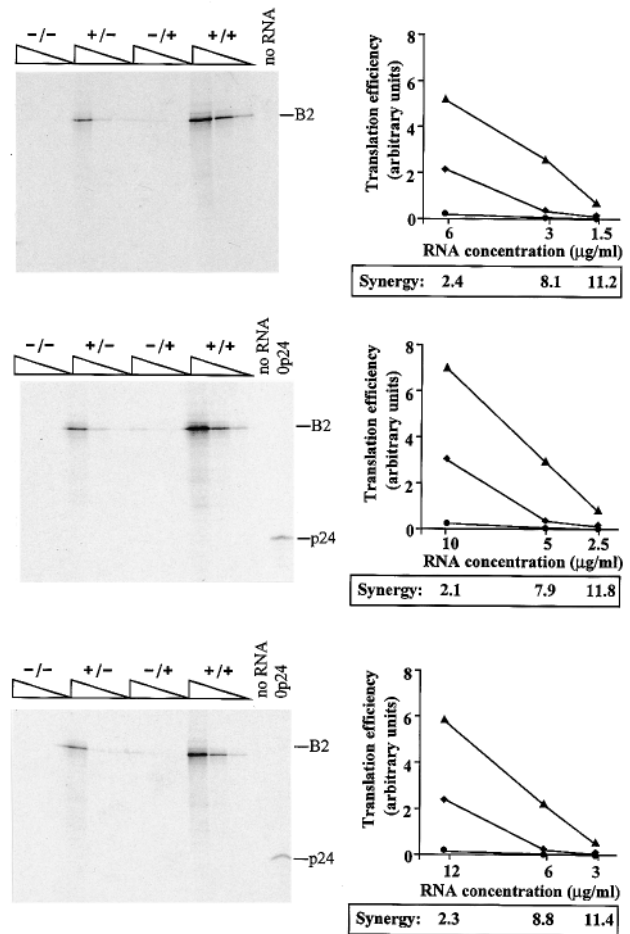 −/− +/− −/+ +/+ no RNA
B2
8
6
4
2
0
Translation efficiency
(arbitrary units)
6 3 1.5
RNA concentration (µg/ml)
Synergy: 2.4 8.1 11.2
−/− +/− −/+ +/+ no RNA 0p24
B2
p24
8
6
4
2
0
Translation efficiency
(arbitrary units)
10 5 2.5
RNA concentration (µg/ml)
Synergy: 2.1 7.9 11.8
−/− +/− −/+ +/+ no RNA 0p24
B2
p24
8
6
4
2
0
Translation efficiency
(arbitrary units)
12 6 3
RNA concentration (µg/ml)
Synergy: 2.3 8.8 11.4